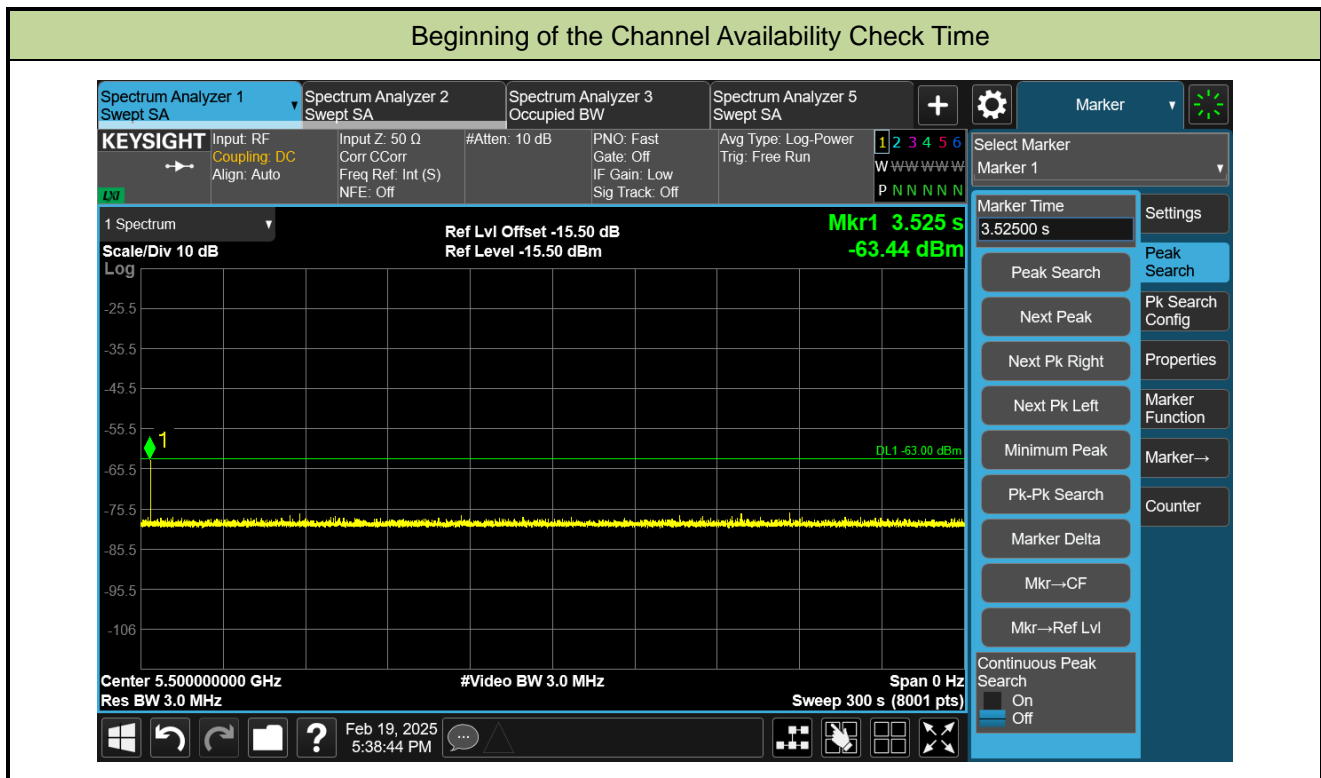 Beginning of the Channel Availability Check Time
Spectrum Analyzer 1
Swept SA
Spectrum Analyzer 2
Swept SA
Spectrum Analyzer 3
Occupied BW
Spectrum Analyzer 5
Swept SA
+
Marker
KEYSIGHT
LXI
Input: RF
Coupling: DC
Align: Auto
Input Z: 50 Ω
Corr CCorr
Freq Ref: Int (S)
NFE: Off
#Atten: 10 dB
PNO: Fast
Gate: Off
IF Gain: Low
Sig Track: Off
Avg Type: Log-Power
Trig: Free Run
1 2 3 4 5 6
W W W W W W
P N N N N N
Select Marker
Marker 1
1 Spectrum
Scale/Div 10 dB
Log
Ref Lvl Offset -15.50 dB
Ref Level -15.50 dBm
Mkr1 3.525 s
-63.44 dBm
-25.5
-35.5
-45.5
-55.5
-65.5
-75.5
-85.5
-95.5
-106
1
DL1 -63.00 dBm
Center 5.500000000 GHz
Res BW 3.0 MHz
#Video BW 3.0 MHz
Span 0 Hz
Sweep 300 s (8001 pts)
Marker Time
3.52500 s
Peak Search
Next Peak
Next Pk Right
Next Pk Left
Minimum Peak
Pk-Pk Search
Marker Delta
Mkr→CF
Mkr→Ref Lvl
Continuous Peak
Search
On
Off
Settings
Peak
Search
Pk Search
Config
Properties
Marker
Function
Marker→
Counter
?
Feb 19, 2025
5:38:44 PM